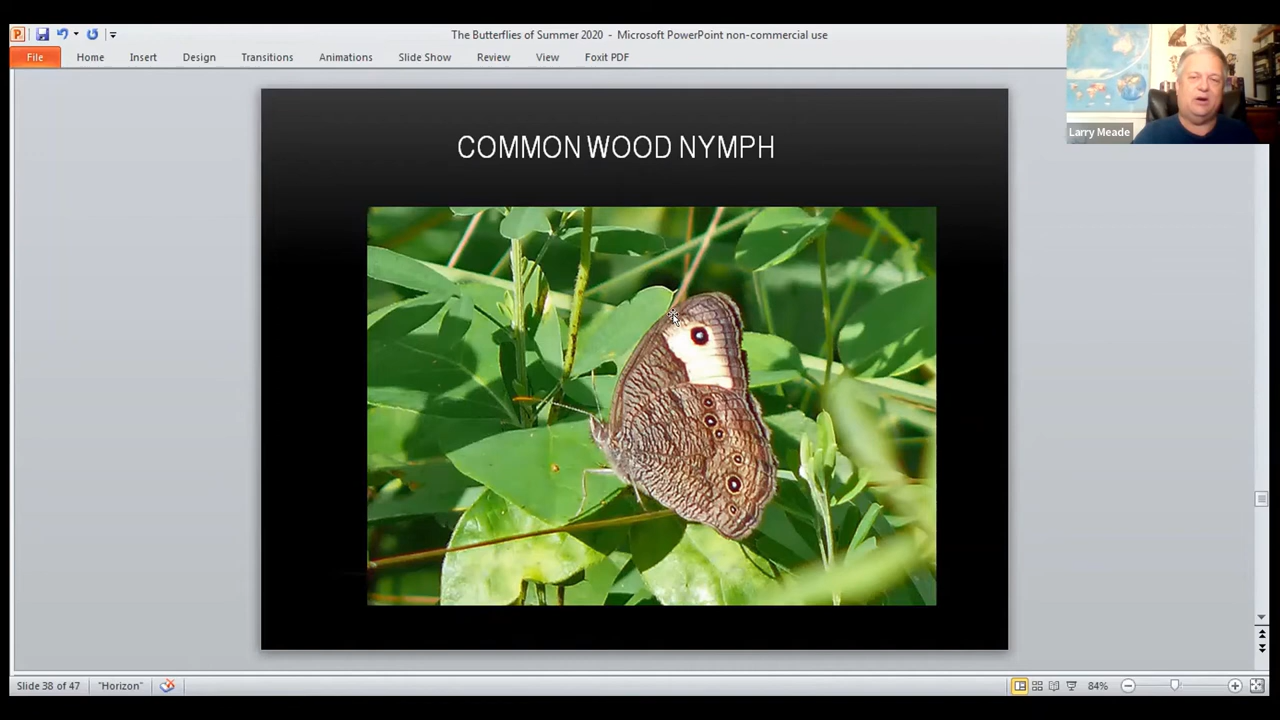 The Butterflies of Summer 2020 - Microsoft PowerPoint non-commercial use
File Home Insert Design Transitions Animations Slide Show Review View Foxit PDF
Larry Meade
COMMON WOOD NYMPH
Slide 38 of 47 "Horizon" 84%